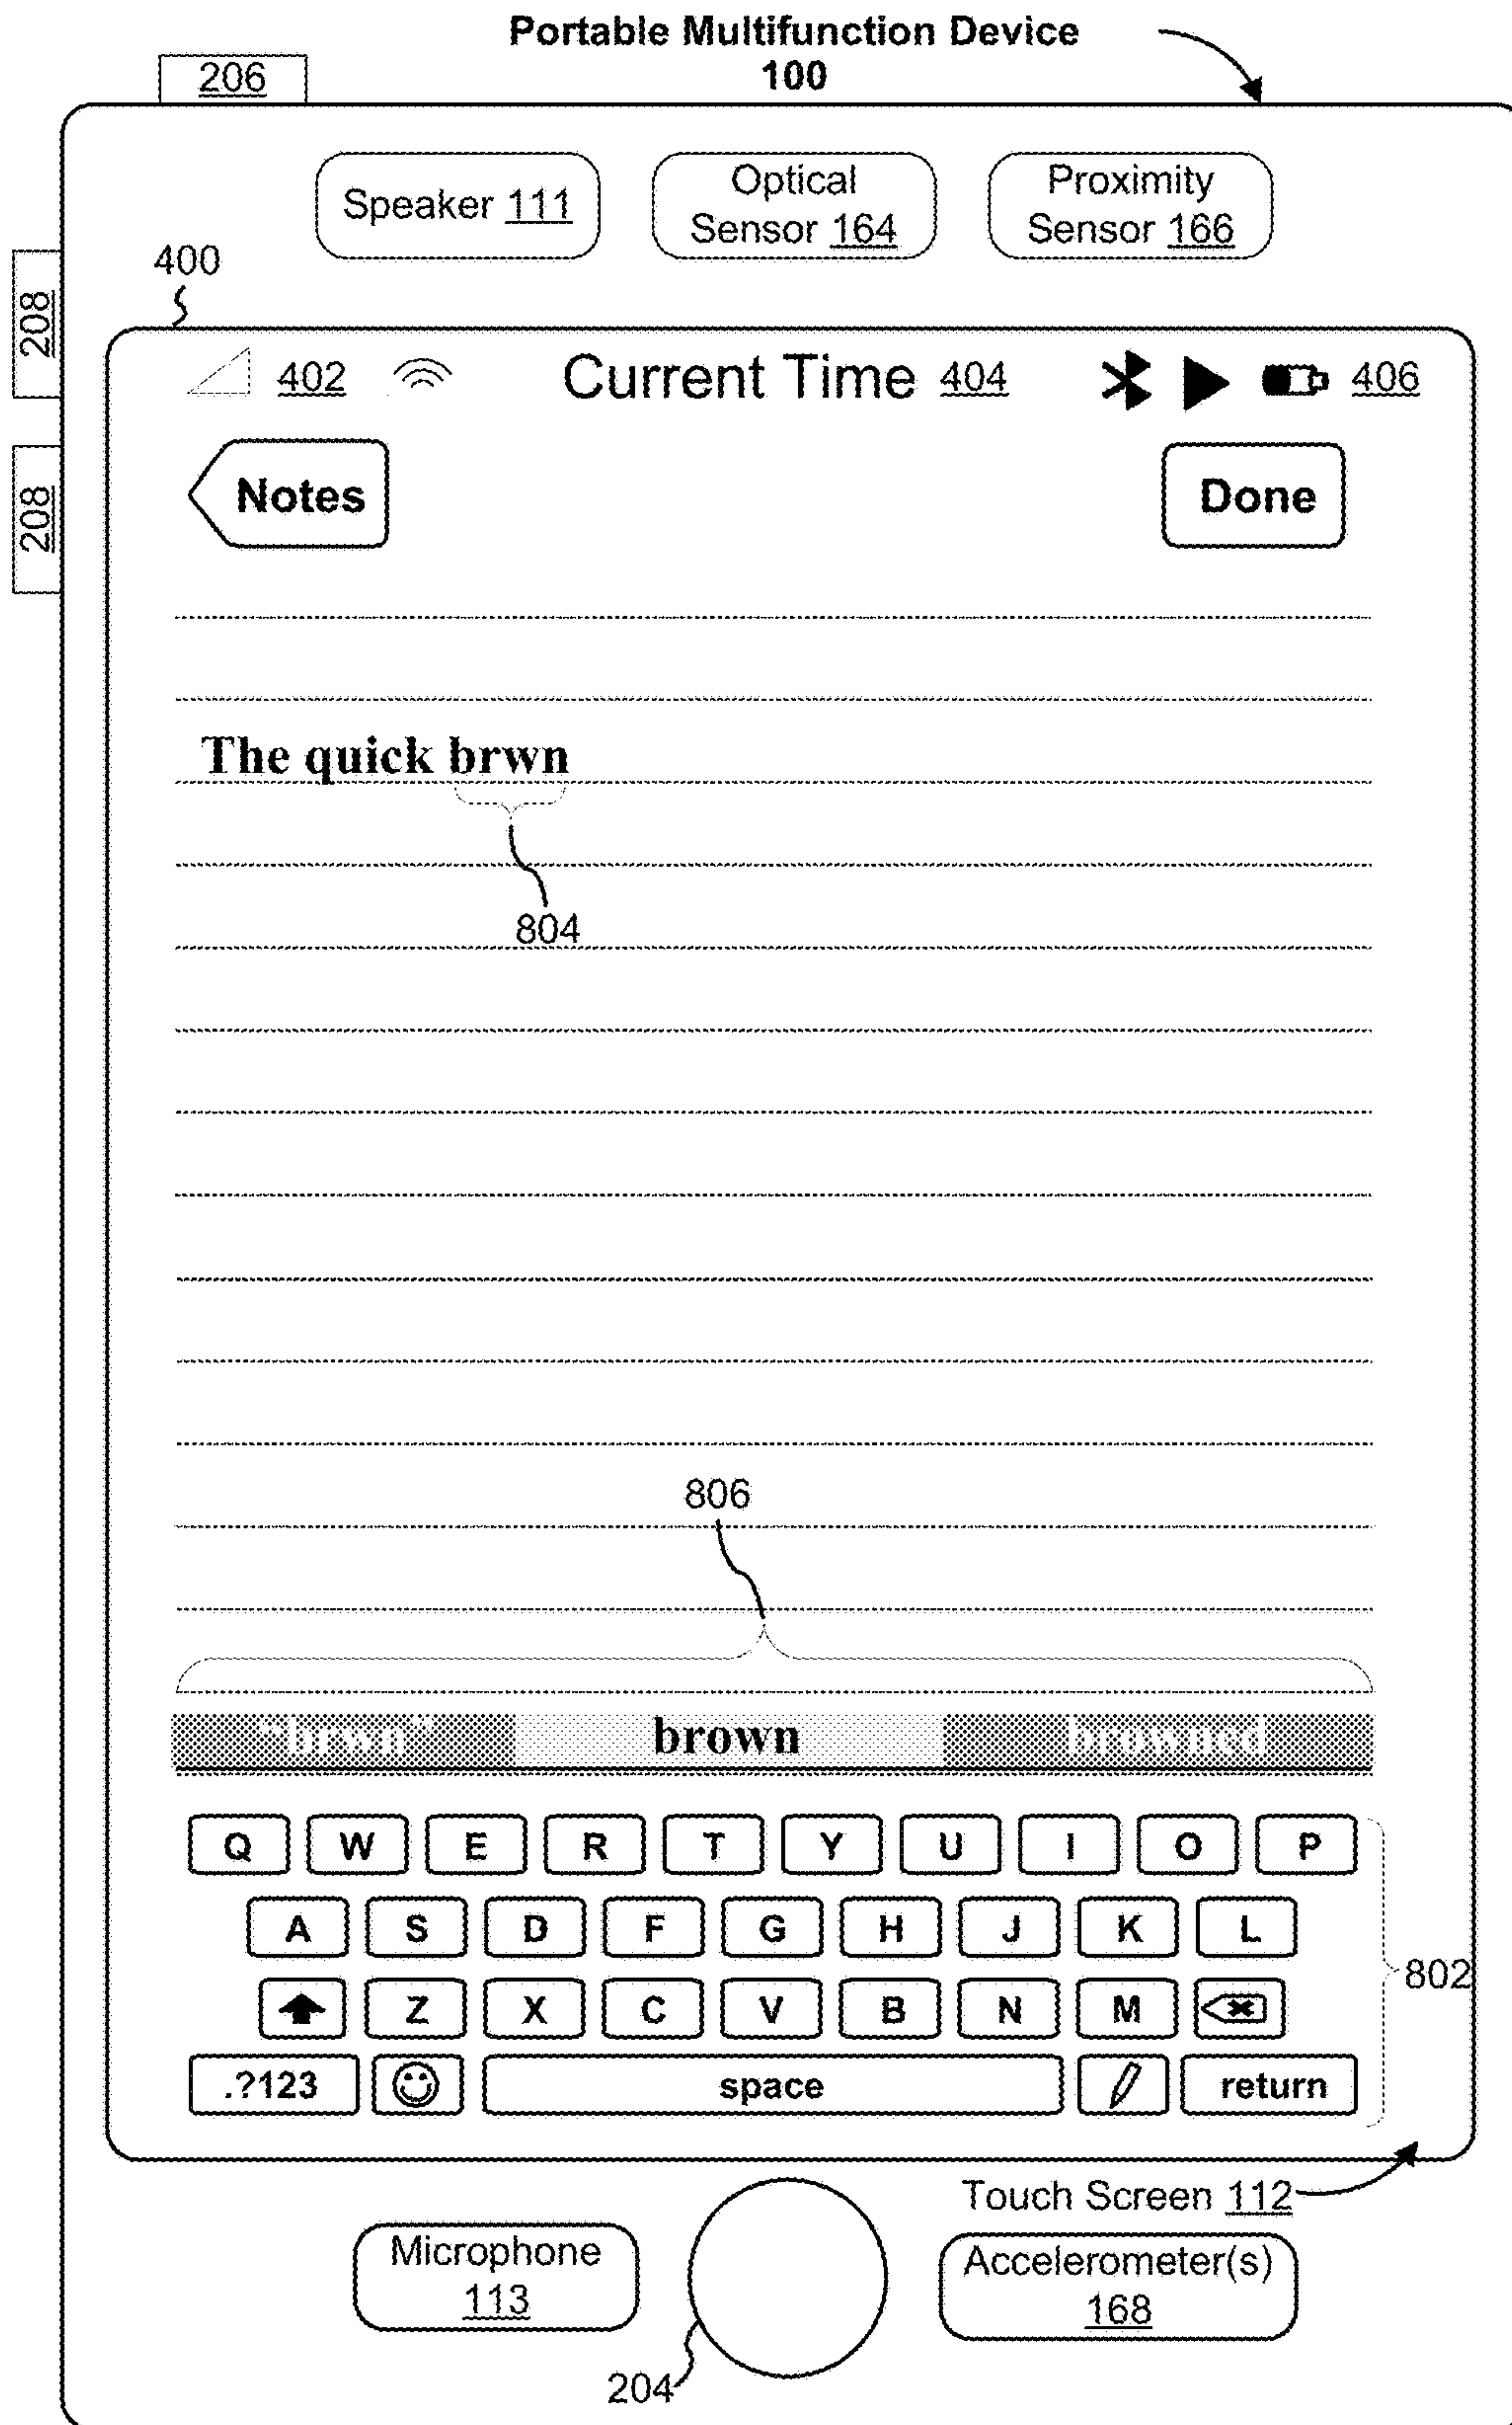 Portable Multifunction Device
100
206
Speaker 111
Optical
Sensor 164
Proximity
Sensor 166
400
208
402
Current Time 404
406
Notes
Done
208
The quick brwn
804
806
"brwn" brown browned
Q W E R T Y U I O P
A S D F G H J K L
802
Z X C V B N M
.?123 space return
Touch Screen 112
Microphone
113
Accelerometer(s)
168
204